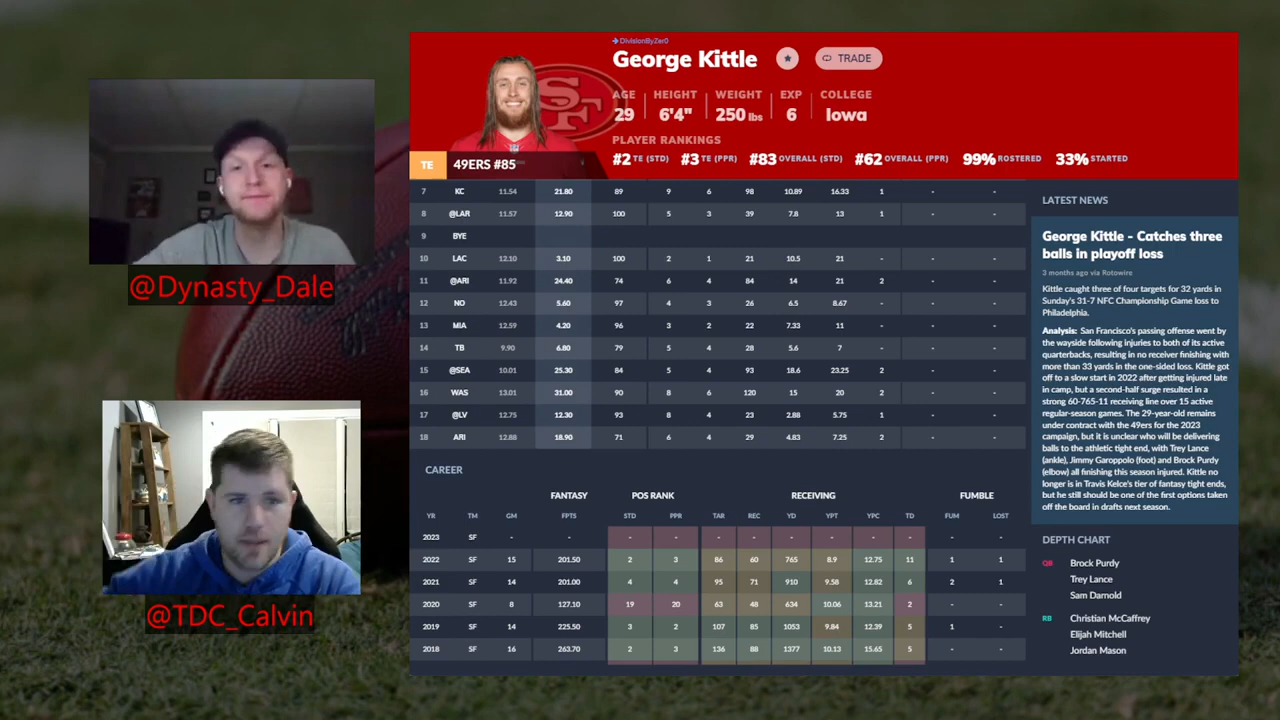 @Dynasty_Dale
@TDC_Calvin
DivisionByZer0
George Kittle
TRADE
AGE HEIGHT WEIGHT EXP COLLEGE
29 6'4" 250 lbs 6 Iowa
PLAYER RANKINGS
#2 TE (STD) #3 TE (PPR) #83 OVERALL (STD) #62 OVERALL (PPR) 99% ROSTERED 33% STARTED
SF
TE 49ERS #85
7 KC 11.54 21.80 89 9 6 98 10.89 16.33 1 - -
8 @LAR 11.57 12.90 100 5 3 39 7.8 13 1 - -
9 BYE
10 LAC 12.10 3.10 100 2 1 21 10.5 21 - - -
11 @ARI 11.92 24.40 74 6 4 84 14 21 2 - -
12 NO 12.43 5.60 97 4 3 26 6.5 8.67 - - -
13 MIA 12.59 4.20 96 3 2 22 7.33 11 - - -
14 TB 9.90 6.80 79 5 4 28 5.6 7 - - -
15 @SEA 10.01 25.30 84 5 4 93 18.6 23.25 2 - -
16 WAS 13.01 31.00 90 8 6 120 15 20 2 - -
17 @LV 12.75 12.30 93 8 4 23 2.88 5.75 1 - -
18 ARI 12.88 18.90 71 6 4 29 4.83 7.25 2 - -
CAREER
FANTASY POS RANK RECEIVING FUMBLE
YR TM GM FPTS STD PPR TAR REC YD YPT YPC TD FUM LOST
2023 SF - - - - - - - - - - - -
2022 SF 15 201.50 2 3 86 60 765 8.9 12.75 11 1 1
2021 SF 14 201.00 4 4 95 71 910 9.58 12.82 6 2 1
2020 SF 8 127.10 19 20 63 48 634 10.06 13.21 2 - -
2019 SF 14 225.50 3 2 107 85 1053 9.84 12.39 5 1 -
2018 SF 16 263.70 2 3 136 88 1377 10.13 15.65 5 - -
LATEST NEWS
George Kittle - Catches three
balls in playoff loss
3 months ago via Rotowire
Kittle caught three of four targets for 32 yards in
Sunday's 31-7 NFC Championship Game loss to
Philadelphia.
Analysis: San Francisco's passing offense went by
the wayside following injuries to both of its active
quarterbacks, resulting in no receiver finishing with
more than 33 yards in the one-sided loss. Kittle got
off to a slow start in 2022 after getting injured late
in camp, but a second-half surge resulted in a
strong 60-765-11 receiving line over 15 active
regular-season games. The 29-year-old remains
under contract with the 49ers for the 2023
campaign, but it is unclear who will be delivering
balls to the athletic tight end, with Trey Lance
(ankle), Jimmy Garoppolo (foot) and Brock Purdy
(elbow) all finishing this season injured. Kittle no
longer is in Travis Kelce's tier of fantasy tight ends,
but he still should be one of the first options taken
off the board in drafts next season.
DEPTH CHART
QB Brock Purdy
Trey Lance
Sam Darnold
RB Christian McCaffrey
Elijah Mitchell
Jordan Mason